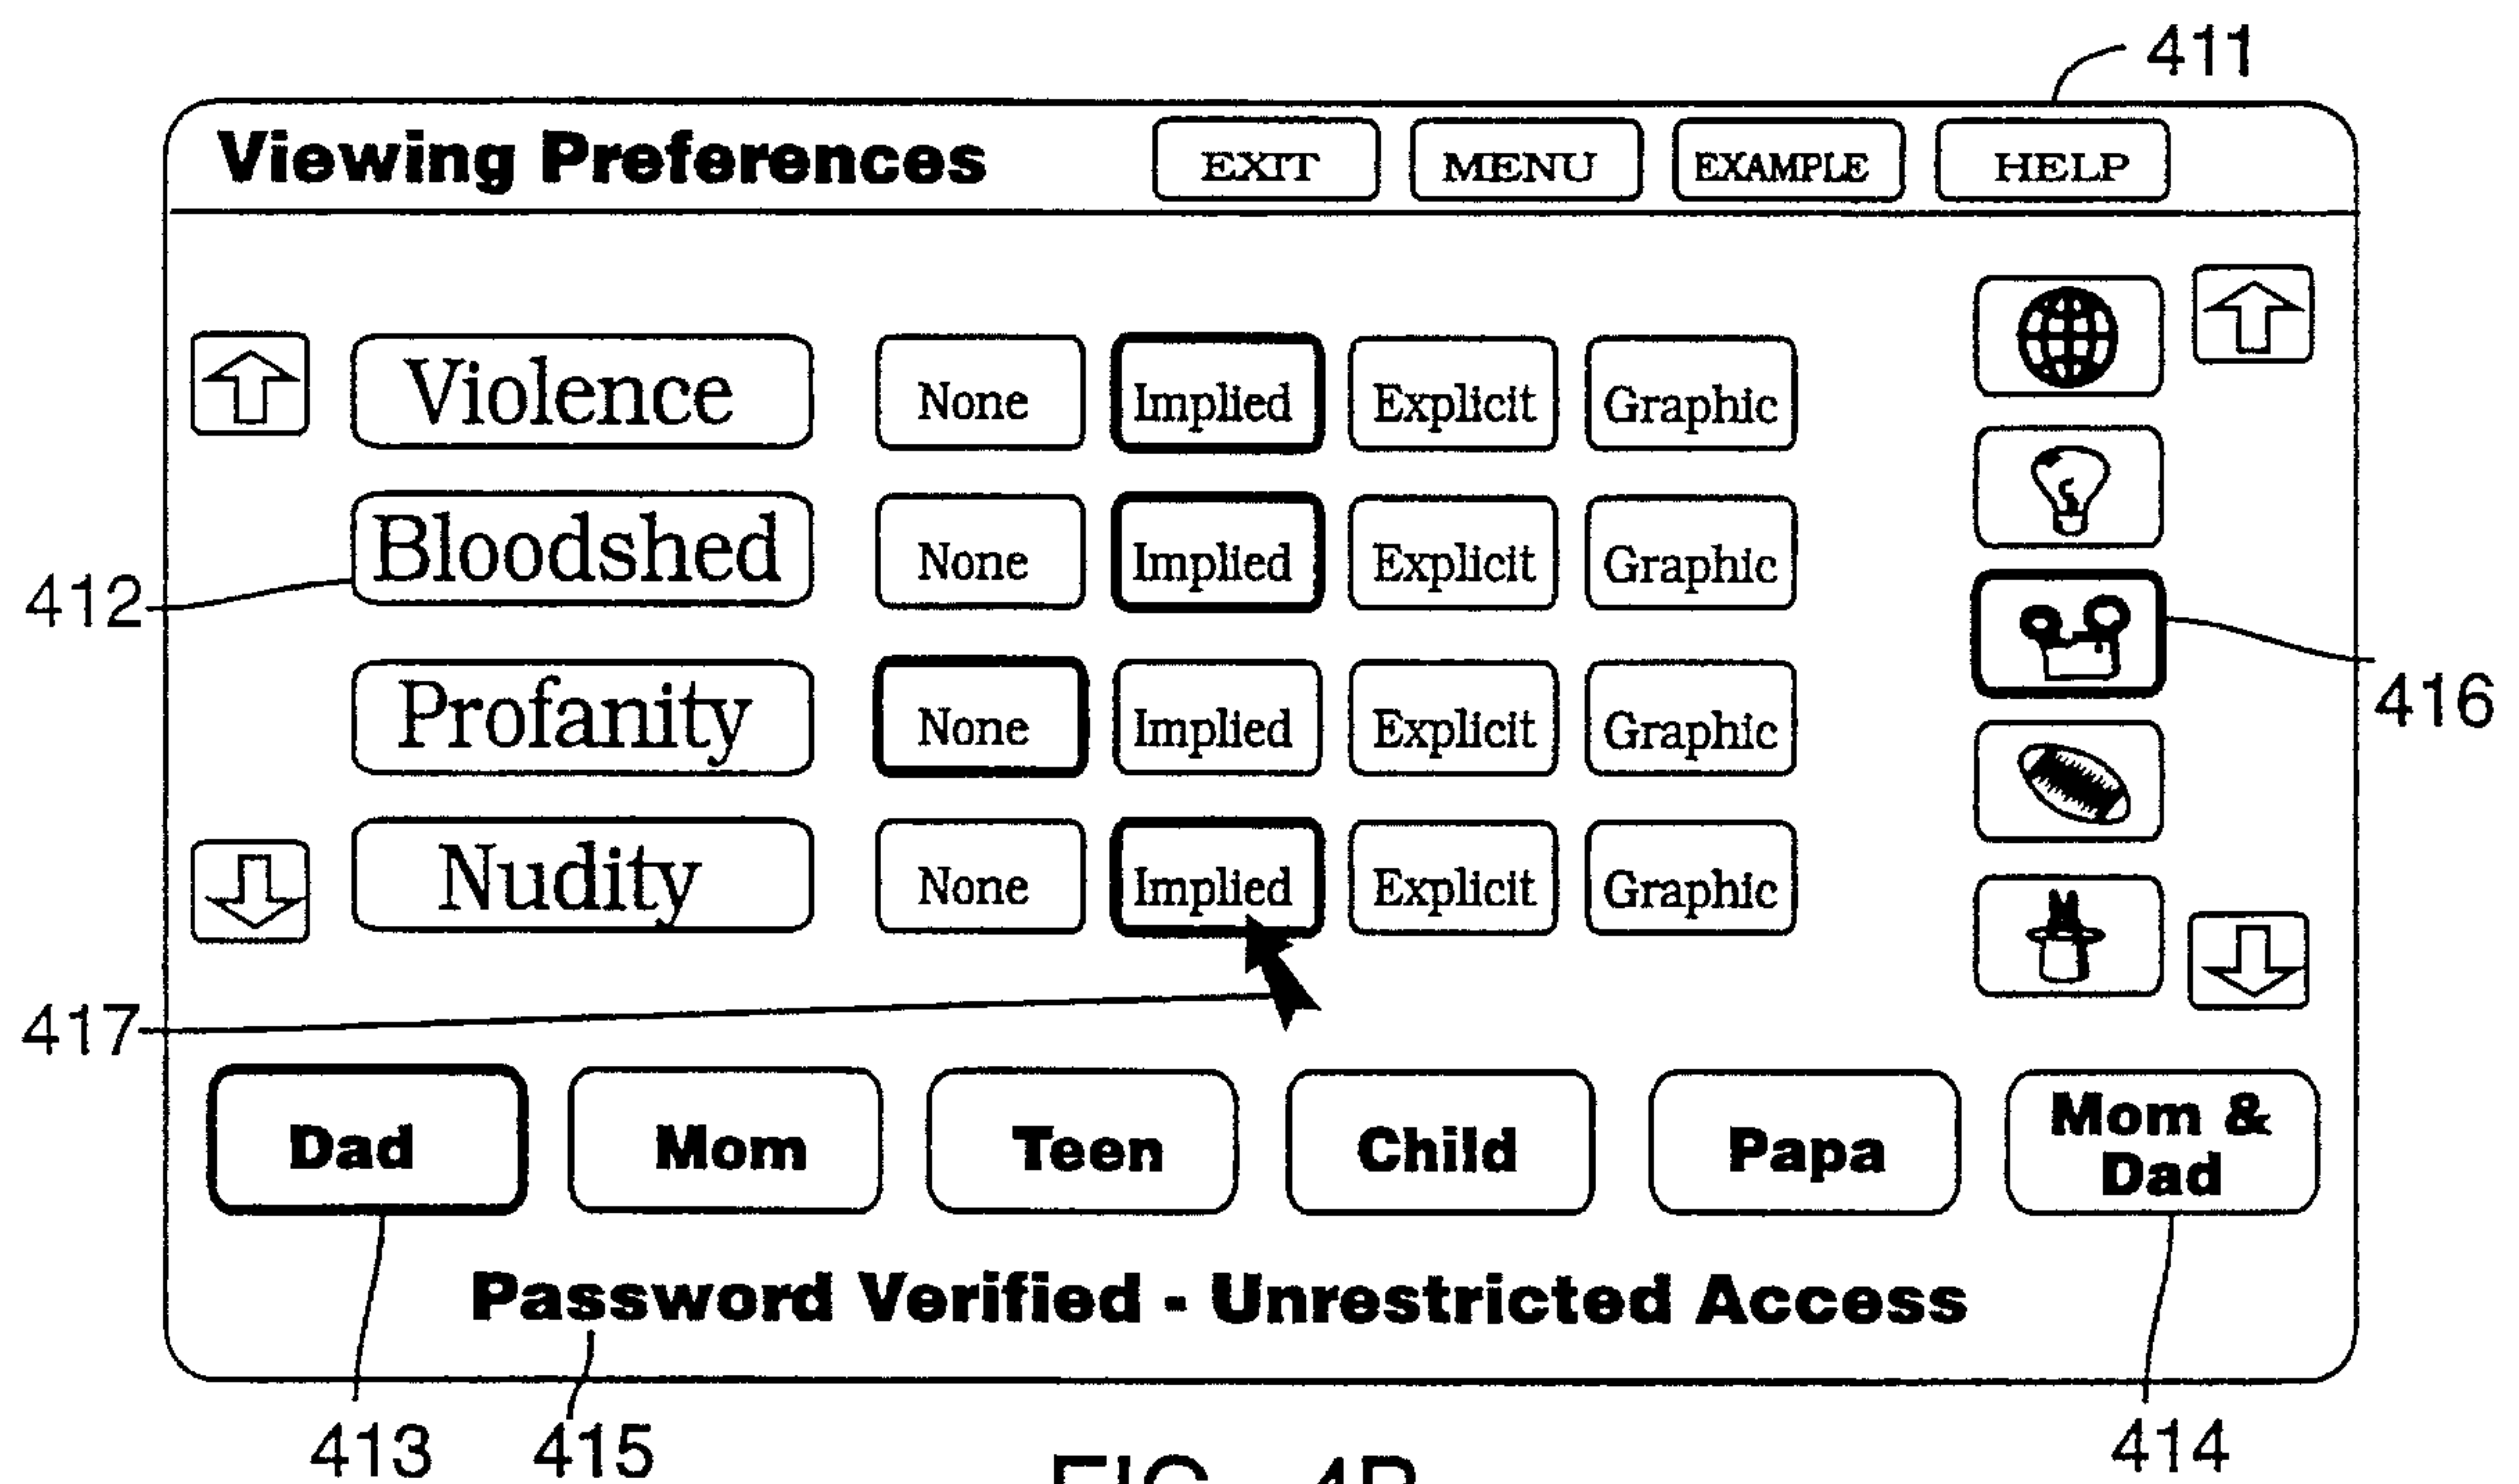 411
Viewing Preferences EXIT MENU EXAMPLE HELP
Violence None Implied Explicit Graphic
Bloodshed None Implied Explicit Graphic
412
416
Profanity None Implied Explicit Graphic
Nudity None Implied Explicit Graphic
417
Dad Mom Teen Child Papa Mom &
Dad
Password Verified - Unrestricted Access
413 415 414